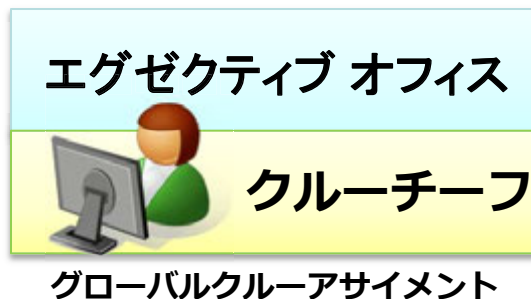 エグゼクティブ オフィス
クルーチーフ
グローバルクルーアサイメント